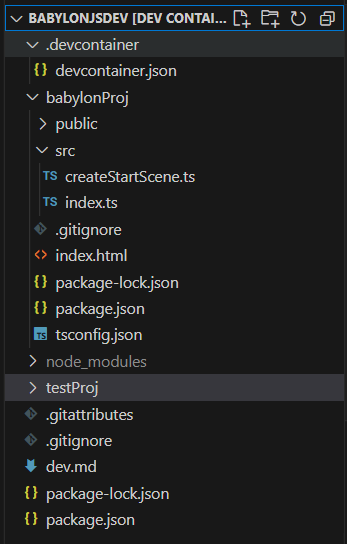 BABYLONJSDEV [DEV CONTAI...
.devcontainer
{} devcontainer.json
babylonProj
public
src
TS createStartScene.ts
TS index.ts
.gitignore
<> index.html
{} package-lock.json
{} package.json
TS tsconfig.json
node_modules
testProj
.gitattributes
.gitignore
dev.md
{} package-lock.json
{} package.json